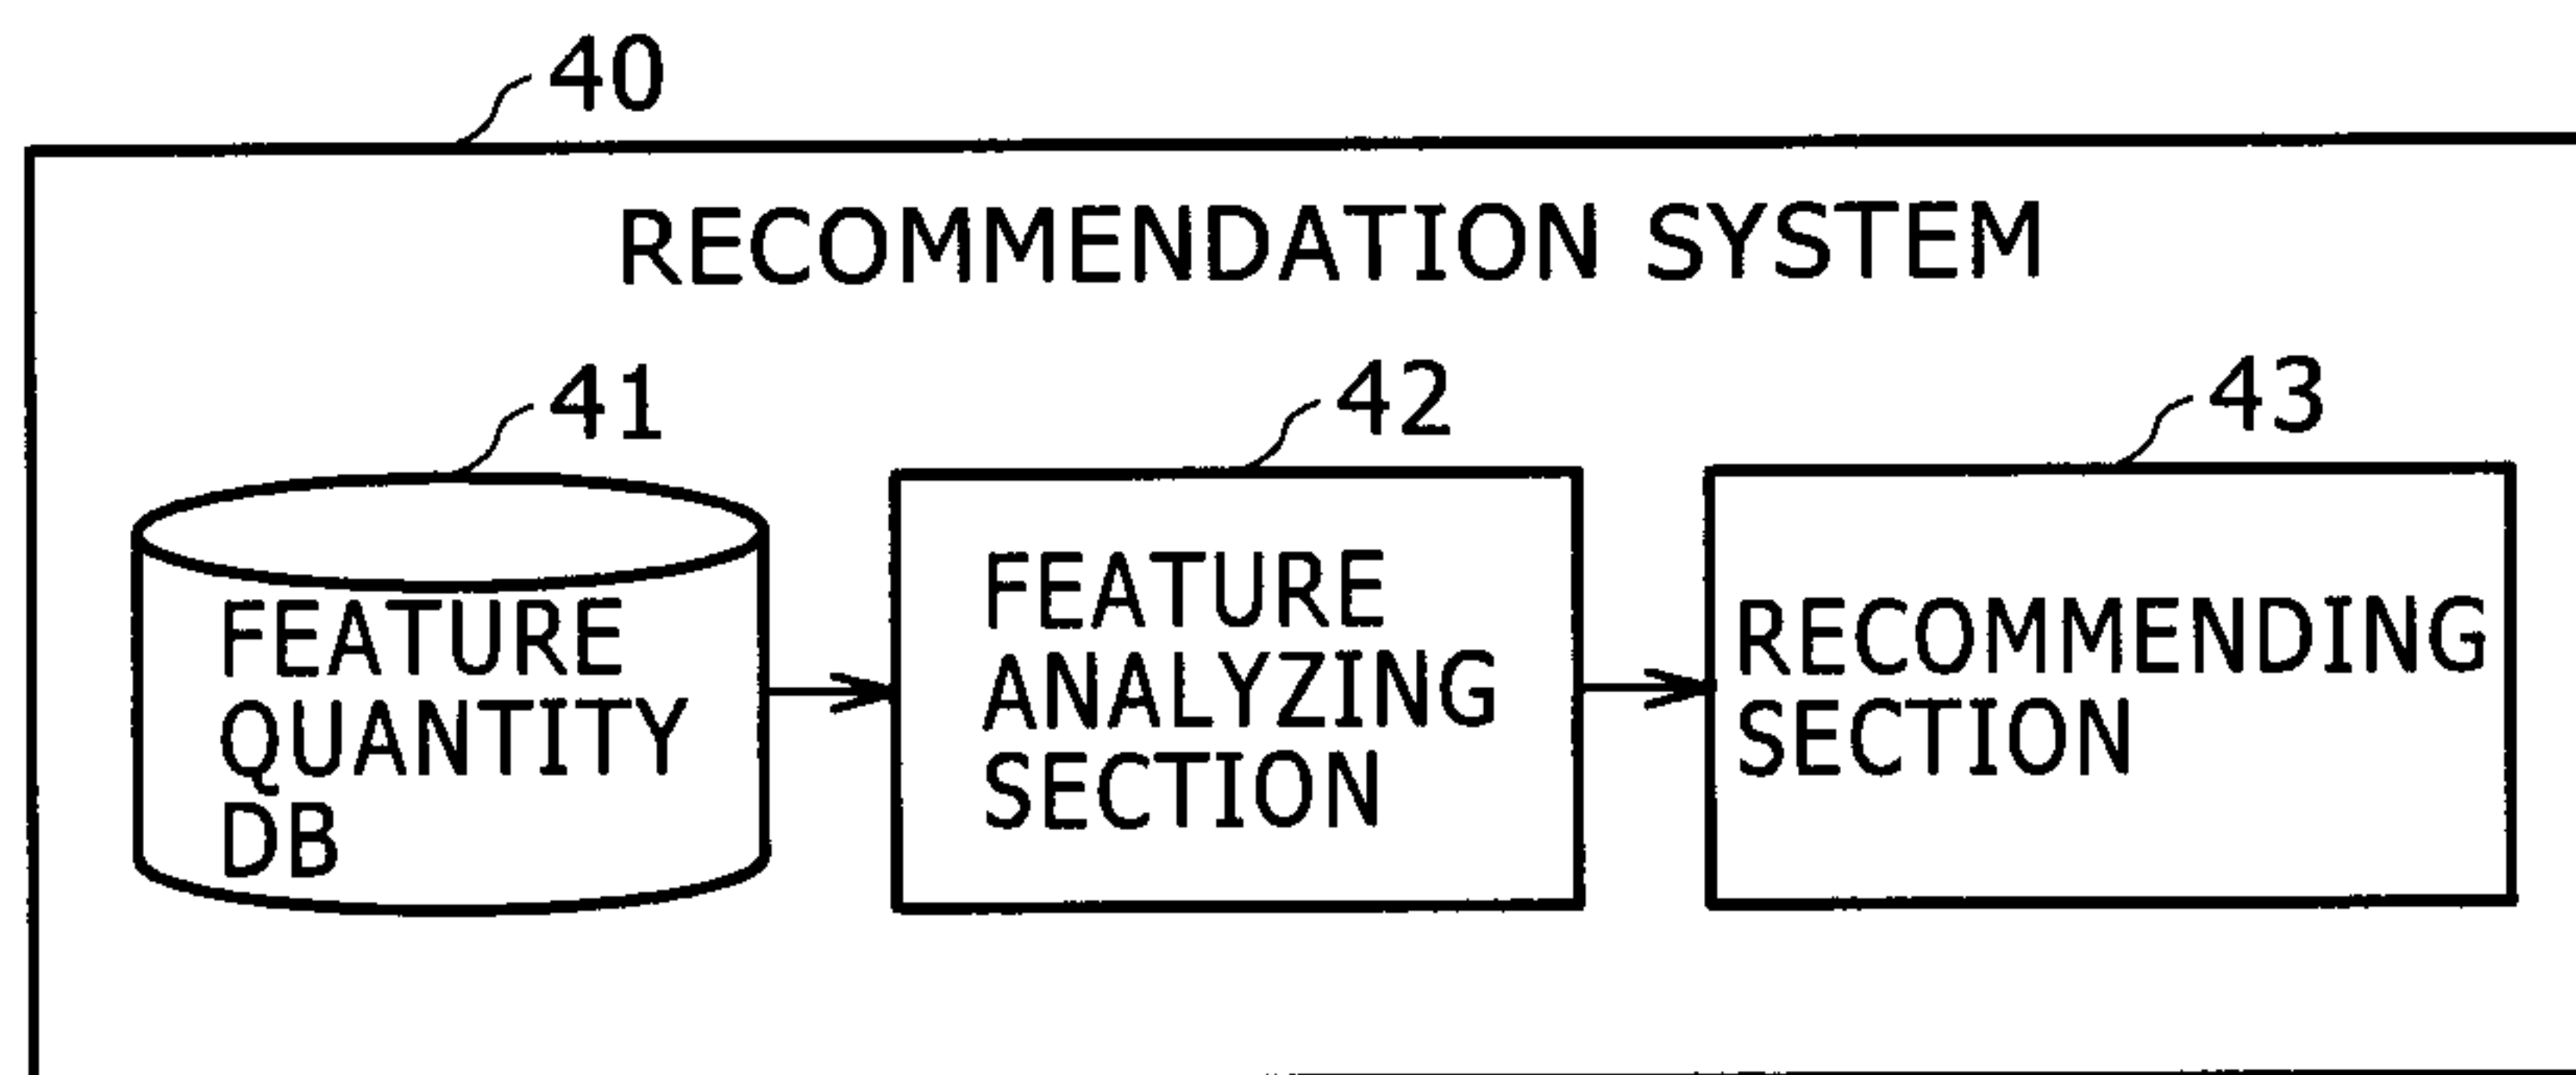 40
RECOMMENDATION SYSTEM
41
FEATURE
QUANTITY
DB
42
FEATURE
ANALYZING
SECTION
43
RECOMMENDING
SECTION